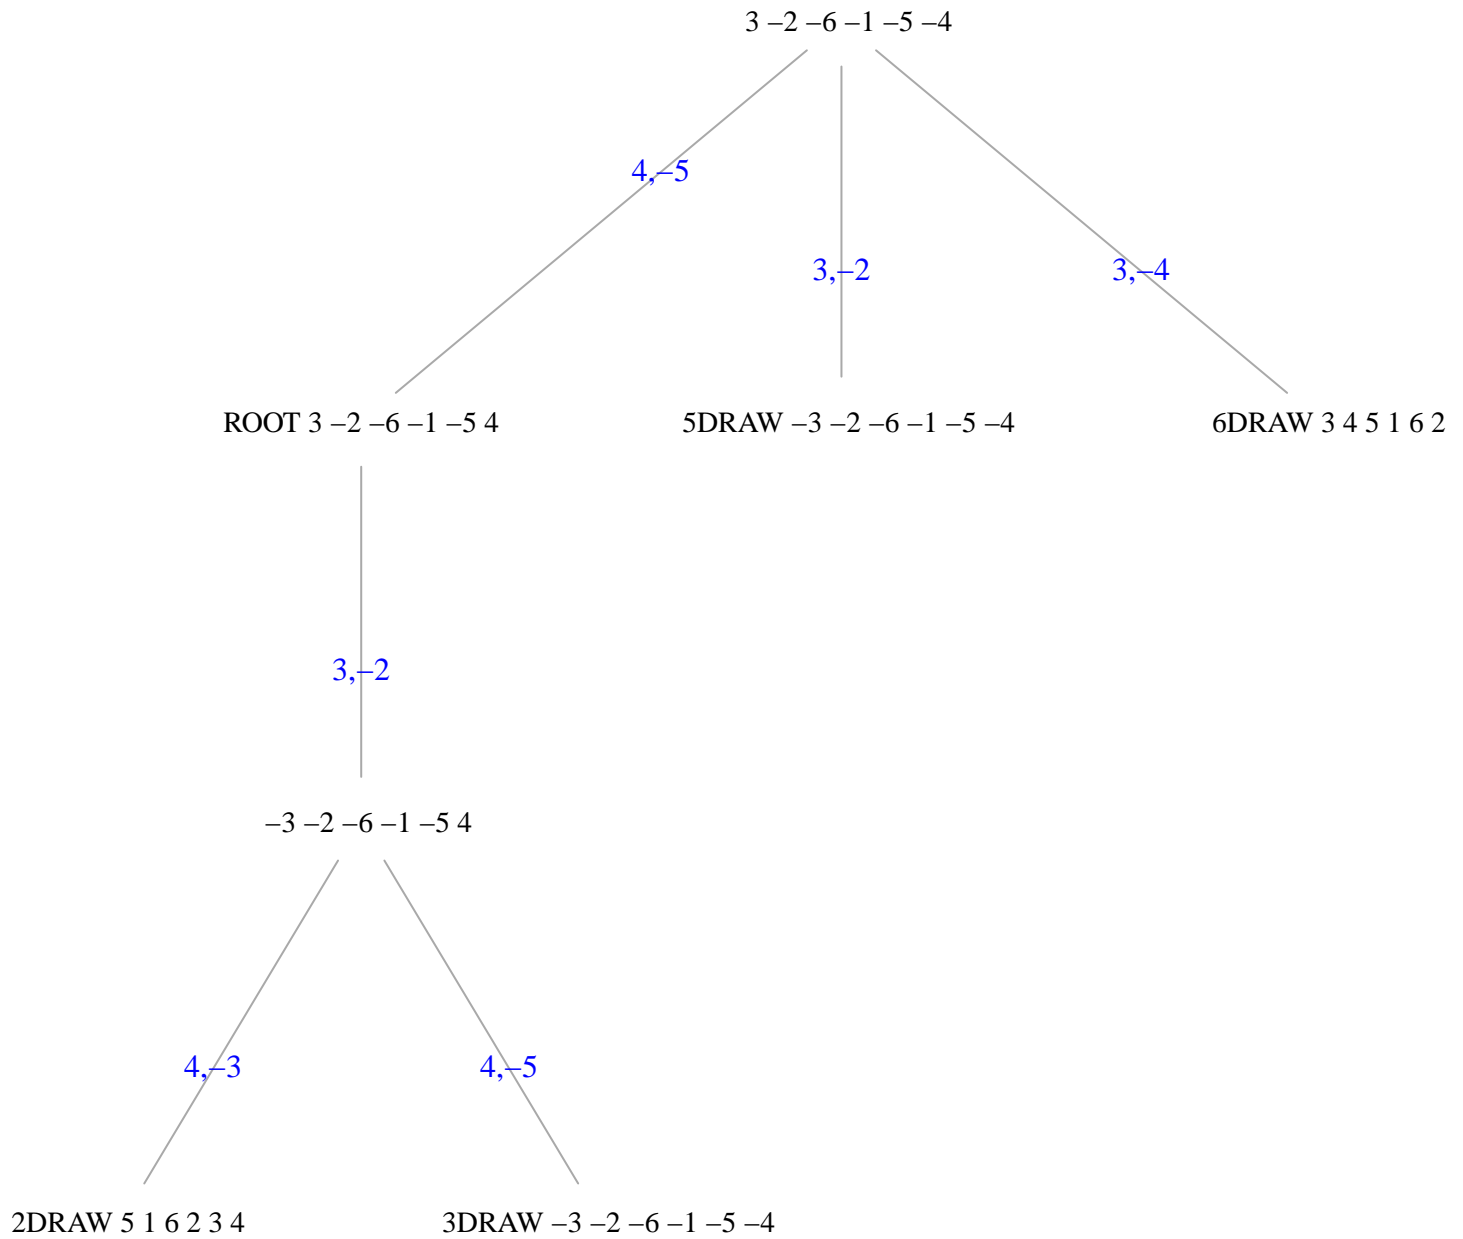 3 –2 –6 –1 –5 –4
4,–5
3,–2
3,–4
ROOT 3 –2 –6 –1 –5 4
5DRAW –3 –2 –6 –1 –5 –4
6DRAW 3 4 5 1 6 2
3,–2
–3 –2 –6 –1 –5 4
4,–3
4,–5
2DRAW 5 1 6 2 3 4
3DRAW –3 –2 –6 –1 –5 –4